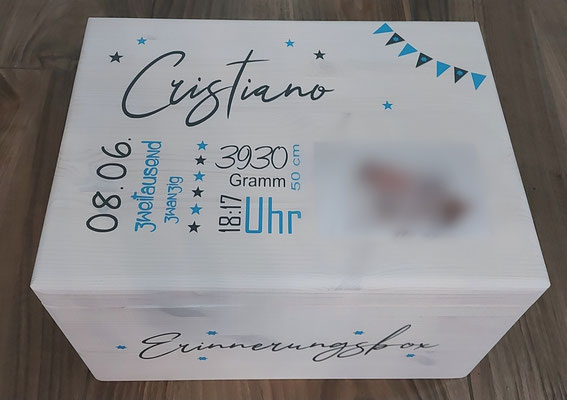 Cristiano
08.06.
zweitausend
zwanzig
3930
Gramm
50 cm
18:17
Uhr
Erinnerungsbox